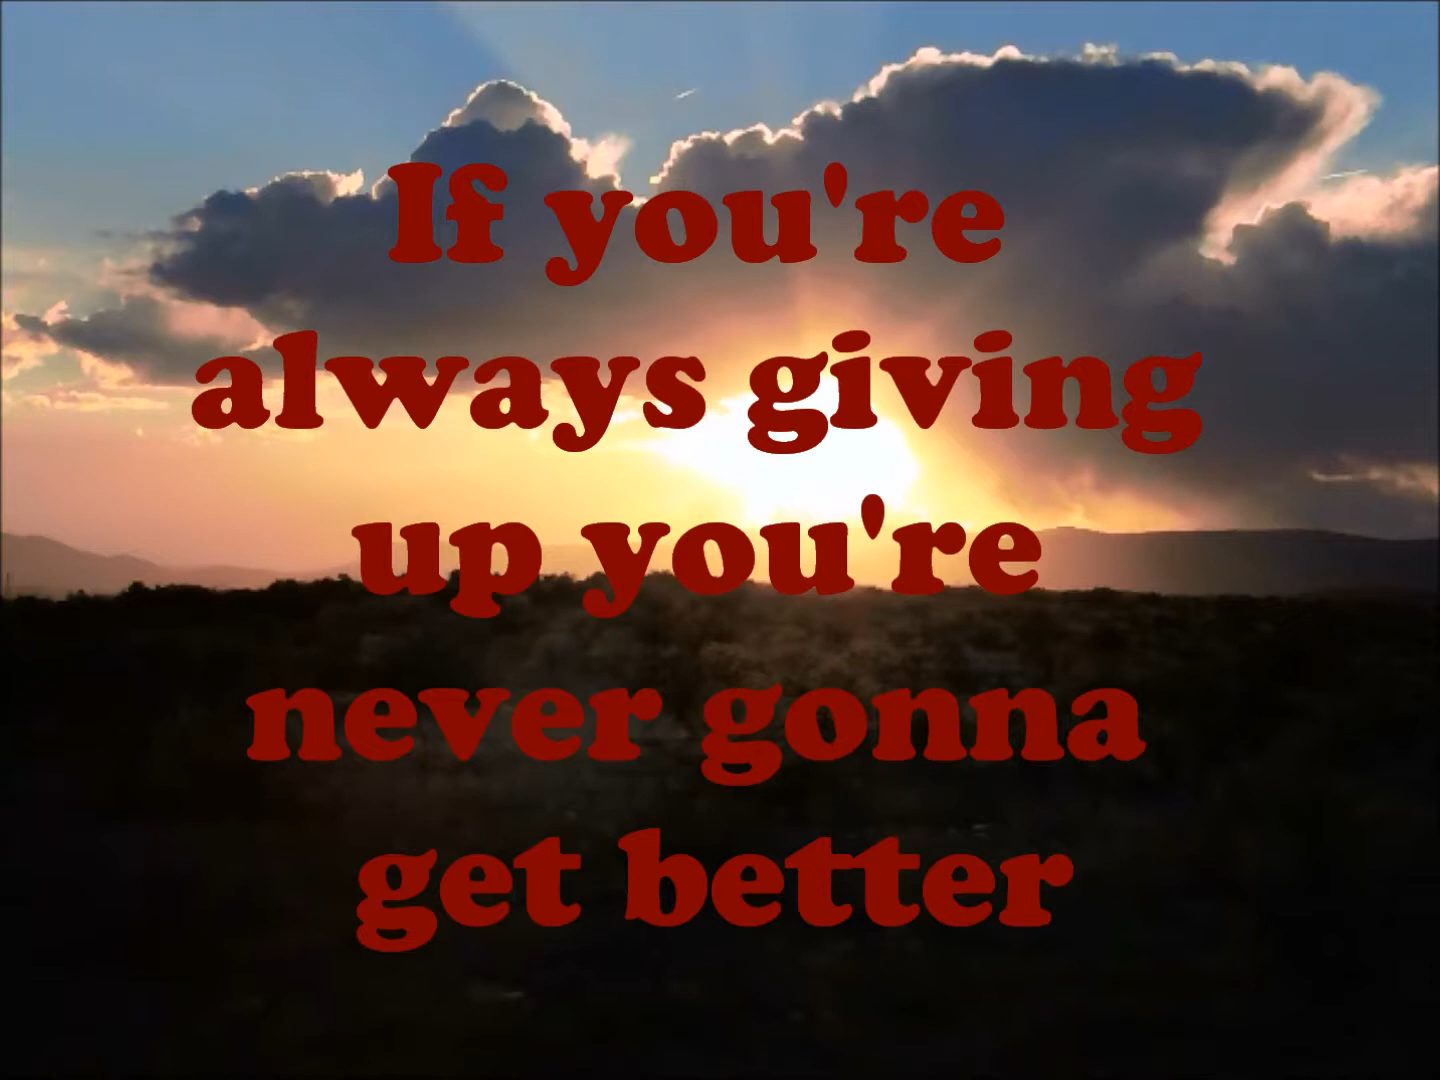 If you're
always giving
up you're
never gonna
get better